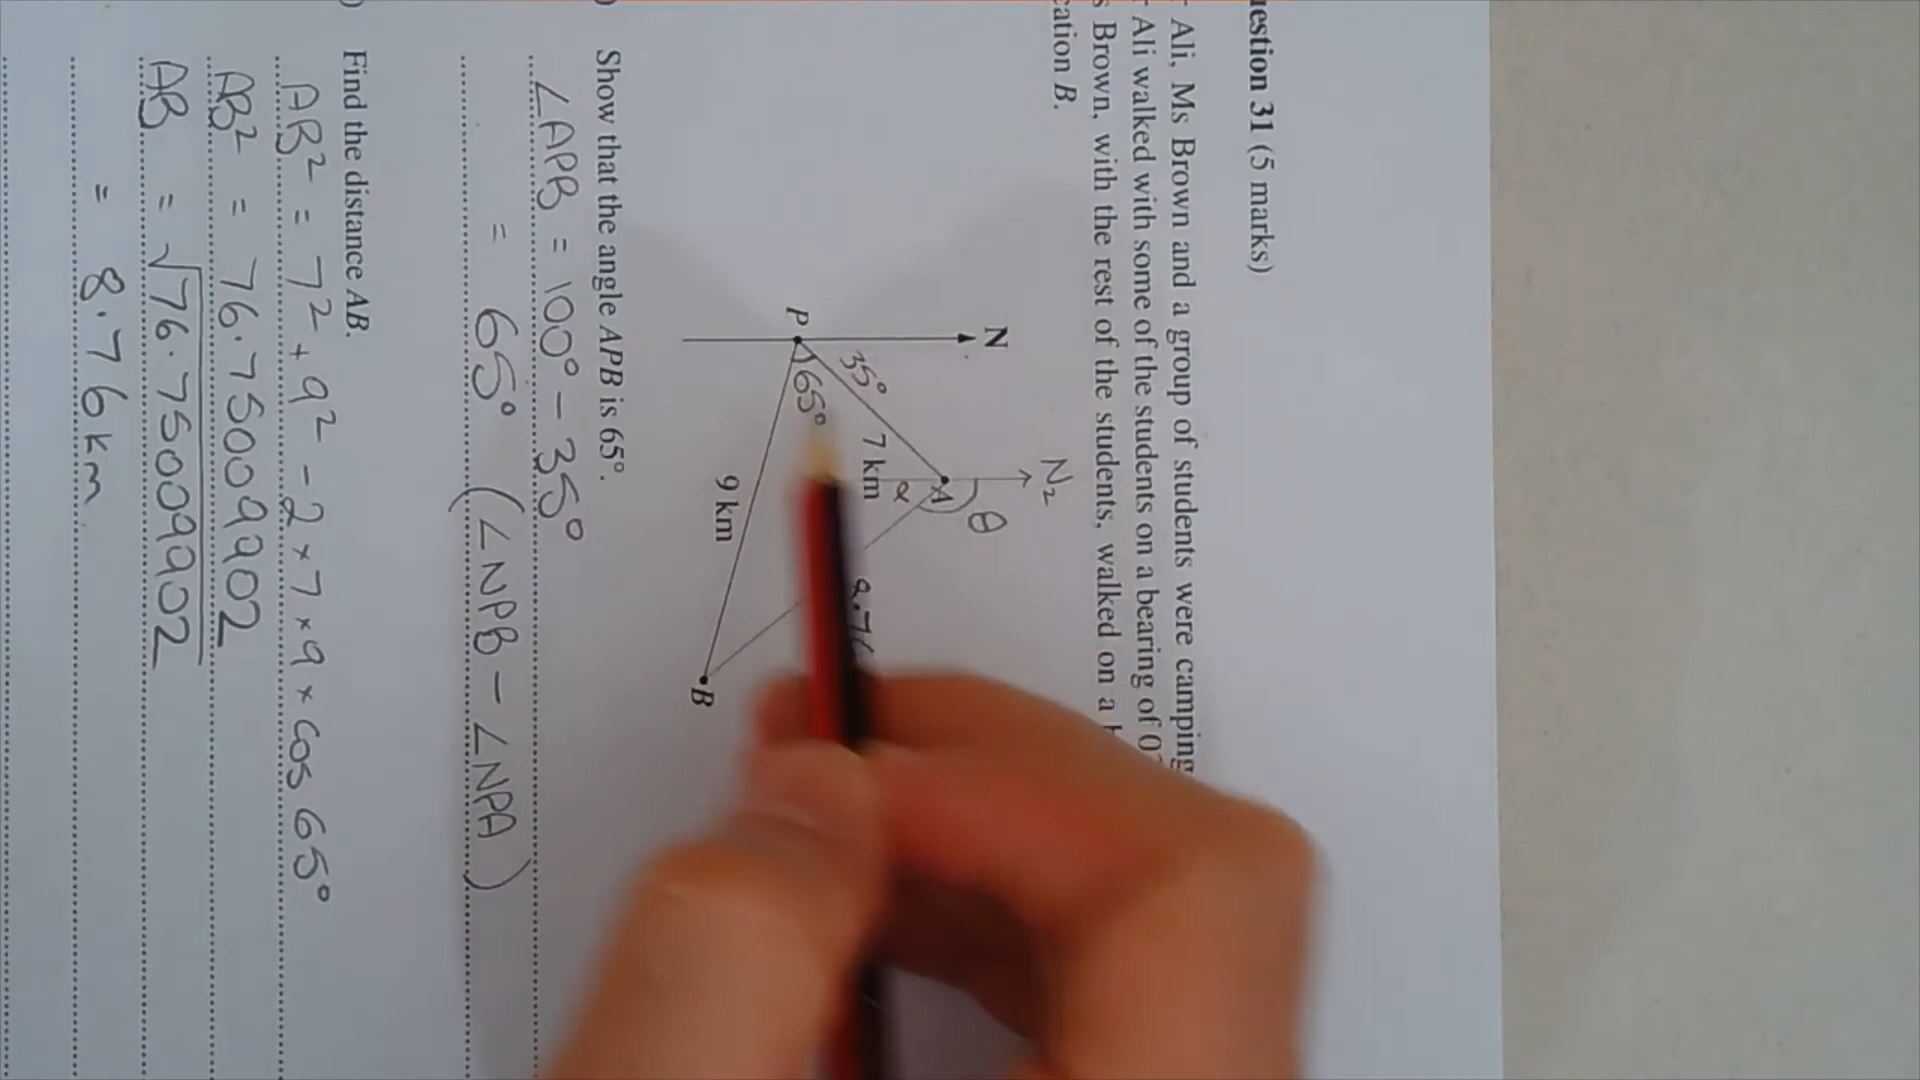 Question 31 (5 marks)
Ali, Ms Brown and a group of students were camping
Ali walked with some of the students on a bearing of
Brown, with the rest of the students, walked on a
B.
N
N₂
P
35°
65°
7 km
A
α
θ
9 km
B
Show that the angle APB is 65°.
∠APB = 100° - 35°
= 65° (∠NPB - ∠NPA)
Find the distance AB.
AB² = 7² + 9² - 2 × 7 × 9 × cos 65°
AB² = 76.75009902
AB = √76.75009902
= 8.76 km